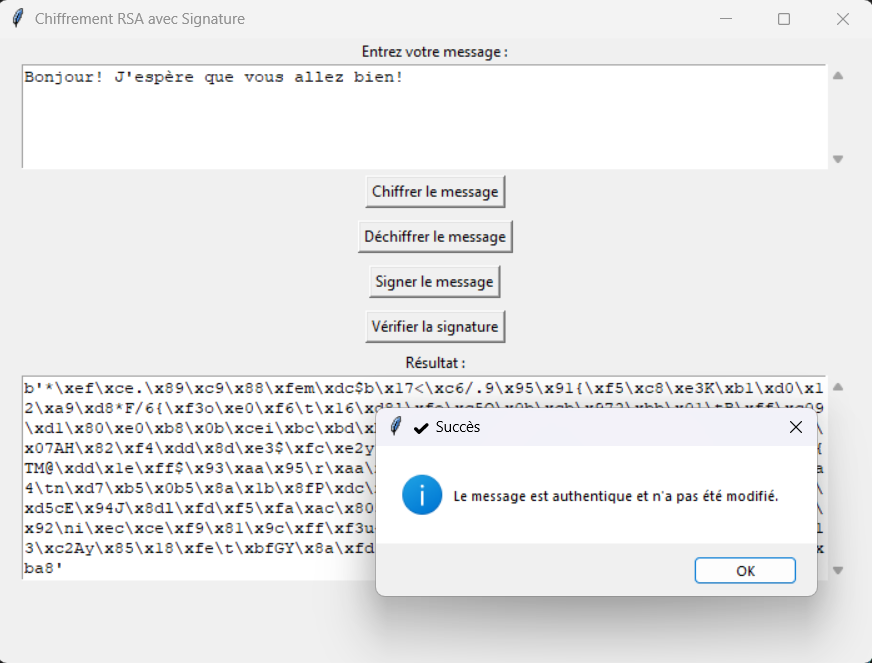 Chiffrement RSA avec Signature
Entrez votre message :
Bonjour! J'espère que vous allez bien!
Chiffrer le message
Déchiffrer le message
Signer le message
Vérifier la signature
Résultat :
b'*\xef\xce.\x89\xc9\x88\xfem\xdc$b\x17<\xc6/.9\x95\x91{\xf5\xc8\xe3K\xb1\xd0\x1
2\xa9\xd8*F/6{\xf3o\xe0\xf6\t\x16
\xd1\x80\xe0\xb8\x0b\xcei\xbc\xbd
x07AH\x82\xf4\xdd\x8d\xe3$\xfc\xe2y
TM@\xdd\x1e\xff$\x93\xaa\x95\r\xaa\
4\tn\xd7\xb5\x0b5\x8a\x1b\x8fP\xdc\
xd5cE\x94J\x8d1\xfd\xf5\xfa\xac\x80
x92\ni\xec\xce\xf9\x81\x9c\xff\xf3u
3\xc2Ay\x85\x18\xfe\t\xbfGY\x8a\xfd
ba8'
✔ Succès
Le message est authentique et n'a pas été modifié.
OK